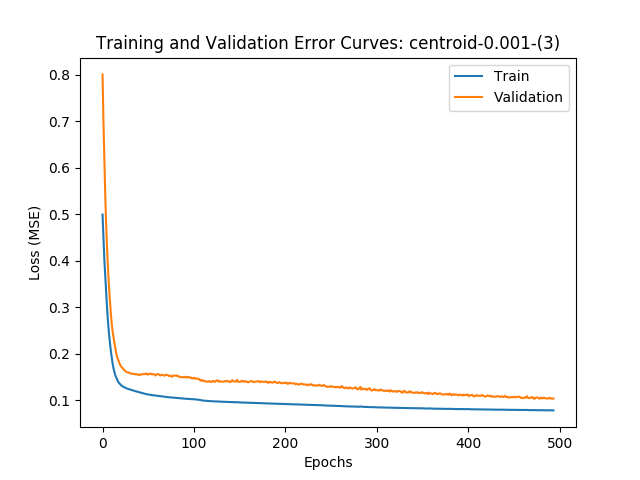 Training and Validation Error Curves: centroid-0.001-(3)
Train
Validation
Loss (MSE)
0.8
0.7
0.6
0.5
0.4
0.3
0.2
0.1
0
100
200
300
400
500
Epochs